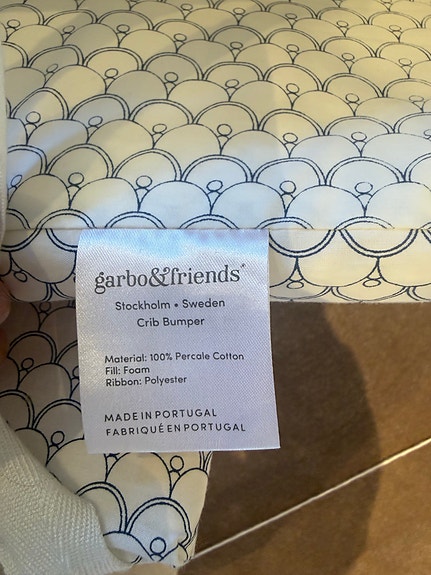 garbo&friends*
Stockholm • Sweden
Crib Bumper
Material: 100% Percale Cotton
Fill: Foam
Ribbon: Polyester
MADE IN PORTUGAL
FABRIQUÉ EN PORTUGAL